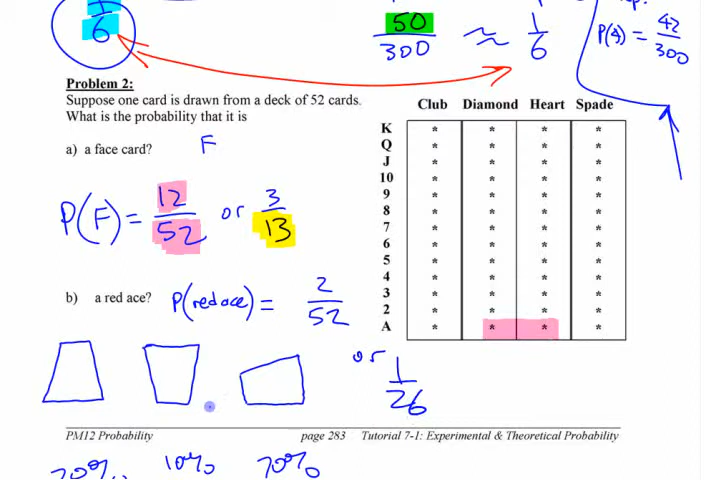 1
6
50
300
≈
1
6
P(4) = 42
300
Problem 2:
Suppose one card is drawn from a deck of 52 cards.
What is the probability that it is
a) a face card? F
P(F) = 12
52
or 3
13
b) a red ace? P(red ace) = 2
52
or 1
26
Club Diamond Heart Spade
K * * * *
Q * * * *
J * * * *
10 * * * *
9 * * * *
8 * * * *
7 * * * *
6 * * * *
5 * * * *
4 * * * *
3 * * * *
2 * * * *
A * * * *
PM12 Probability page 283 Tutorial 7-1: Experimental & Theoretical Probability
10% 70%